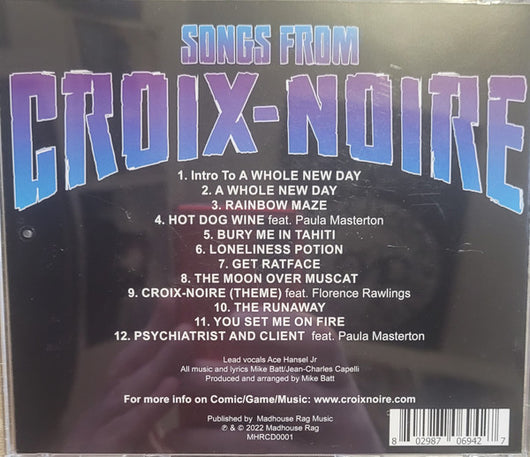 SONGS FROM
CROIX-NOIRE
1. Intro To A WHOLE NEW DAY
2. A WHOLE NEW DAY
3. RAINBOW MAZE
4. HOT DOG WINE feat. Paula Masterton
5. BURY ME IN TAHITI
6. LONELINESS POTION
7. GET RATFACE
8. THE MOON OVER MUSCAT
9. CROIX-NOIRE (THEME) feat. Florence Rawlings
10. THE RUNAWAY
11. YOU SET ME ON FIRE
12. PSYCHIATRIST AND CLIENT feat. Paula Masterton
Lead vocals Ace Hansel Jr
All music and lyrics Mike Batt/Jean-Charles Capelli
Produced and arranged by Mike Batt
For more info on Comic/Game/Music: www.croixnoire.com
Published by Madhouse Rag Music
℗ & © 2022 Madhouse Rag
MHRCD0001
8 02987 06942 7